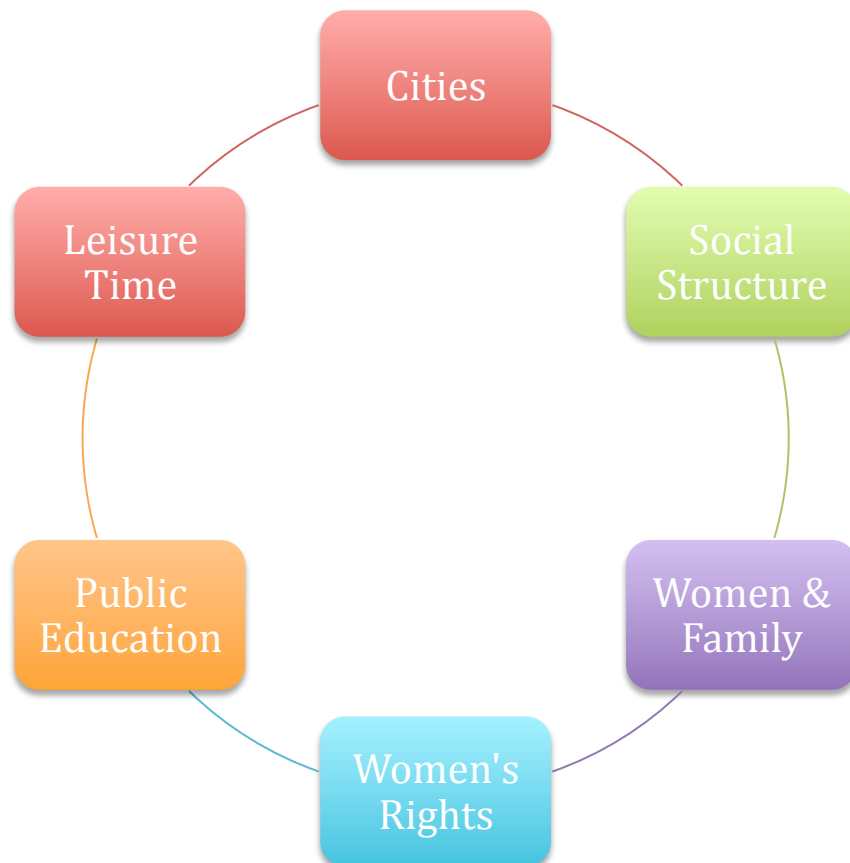 Cities
Social
Structure
Women &
Family
Women's
Rights
Public
Education
Leisure
Time